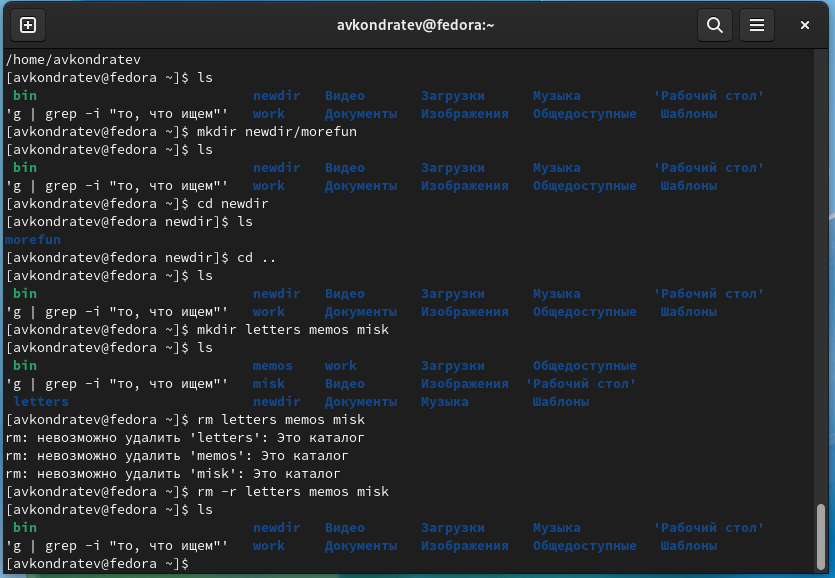 avkondratev@fedora:~
/home/avkondratev
[avkondratev@fedora ~]$ ls
bin newdir Видео Загрузки Музыка 'Рабочий стол'
'g | grep -i "то, что ищем"' work Документы Изображения Общедоступные Шаблоны
[avkondratev@fedora ~]$ mkdir newdir/morefun
[avkondratev@fedora ~]$ ls
bin newdir Видео Загрузки Музыка 'Рабочий стол'
'g | grep -i "то, что ищем"' work Документы Изображения Общедоступные Шаблоны
[avkondratev@fedora ~]$ cd newdir
[avkondratev@fedora newdir]$ ls
morefun
[avkondratev@fedora newdir]$ cd ..
[avkondratev@fedora ~]$ ls
bin newdir Видео Загрузки Музыка 'Рабочий стол'
'g | grep -i "то, что ищем"' work Документы Изображения Общедоступные Шаблоны
[avkondratev@fedora ~]$ mkdir letters memos misk
[avkondratev@fedora ~]$ ls
bin memos work Загрузки Общедоступные
'g | grep -i "то, что ищем"' misk Видео Изображения 'Рабочий стол'
letters newdir Документы Музыка Шаблоны
[avkondratev@fedora ~]$ rm letters memos misk
rm: невозможно удалить 'letters': Это каталог
rm: невозможно удалить 'memos': Это каталог
rm: невозможно удалить 'misk': Это каталог
[avkondratev@fedora ~]$ rm -r letters memos misk
[avkondratev@fedora ~]$ ls
bin newdir Видео Загрузки Музыка 'Рабочий стол'
'g | grep -i "то, что ищем"' work Документы Изображения Общедоступные Шаблоны
[avkondratev@fedora ~]$